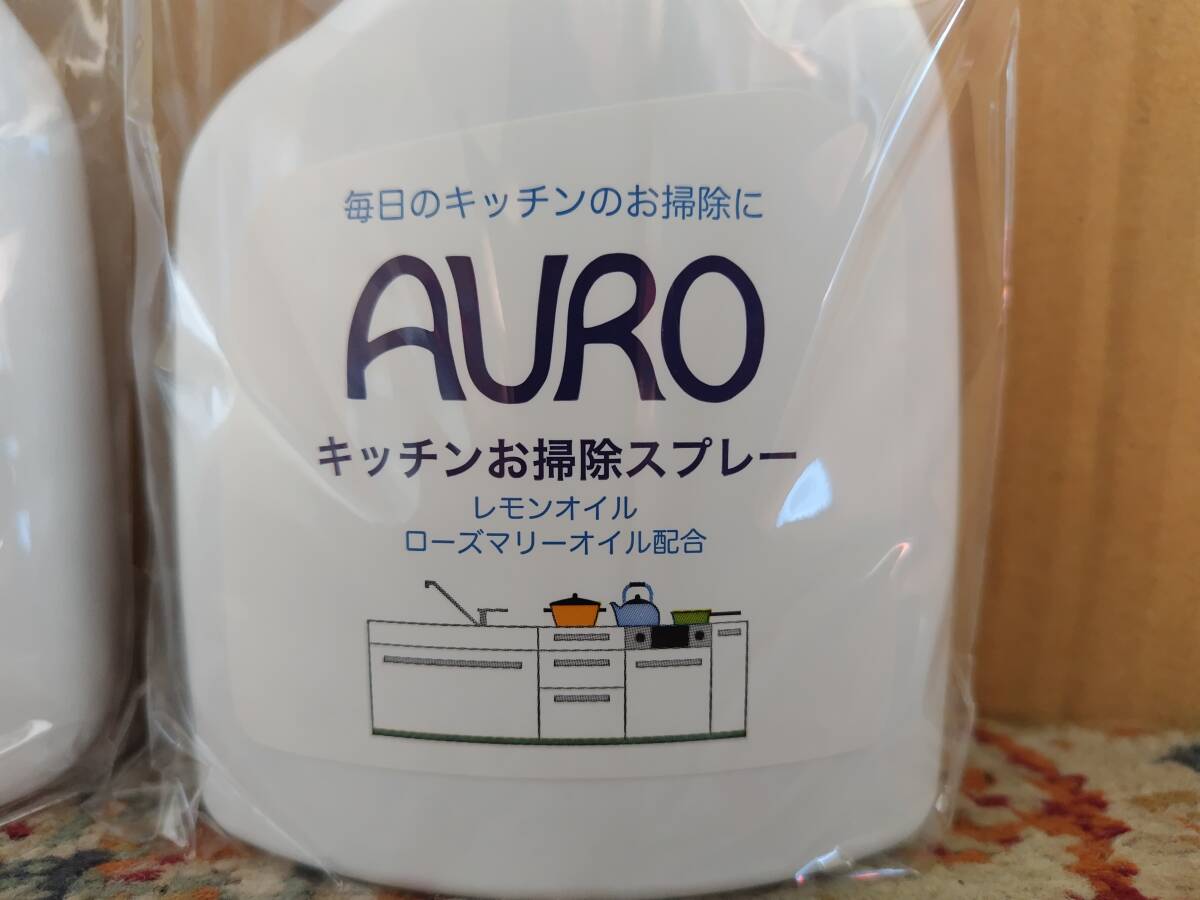 毎日のキッチンのお掃除に
AURO
キッチンお掃除スプレー
レモンオイル
ローズマリーオイル配合